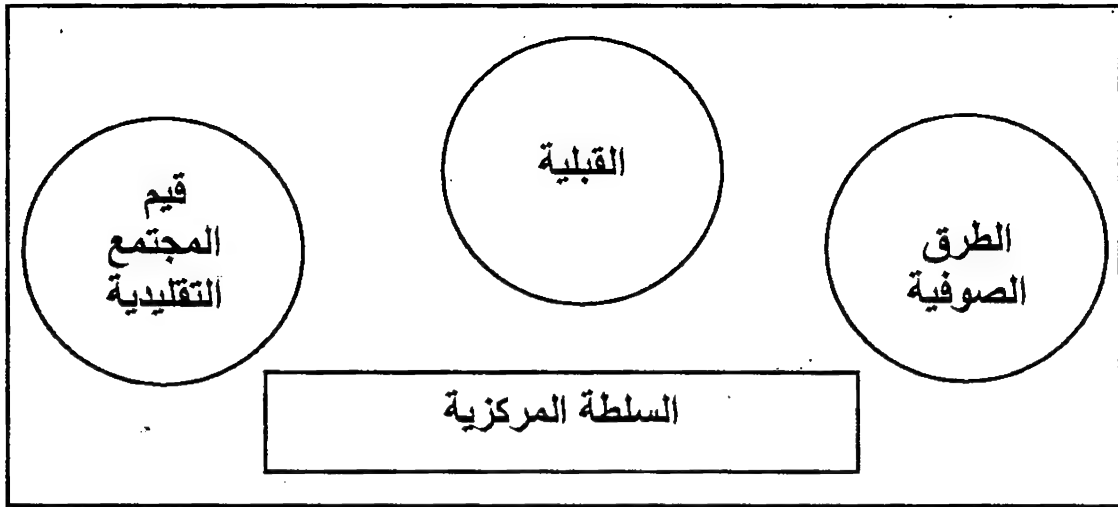 القبلية
الطرق
الصوفية
قيم
المجتمع
التقليدية
السلطة المركزية